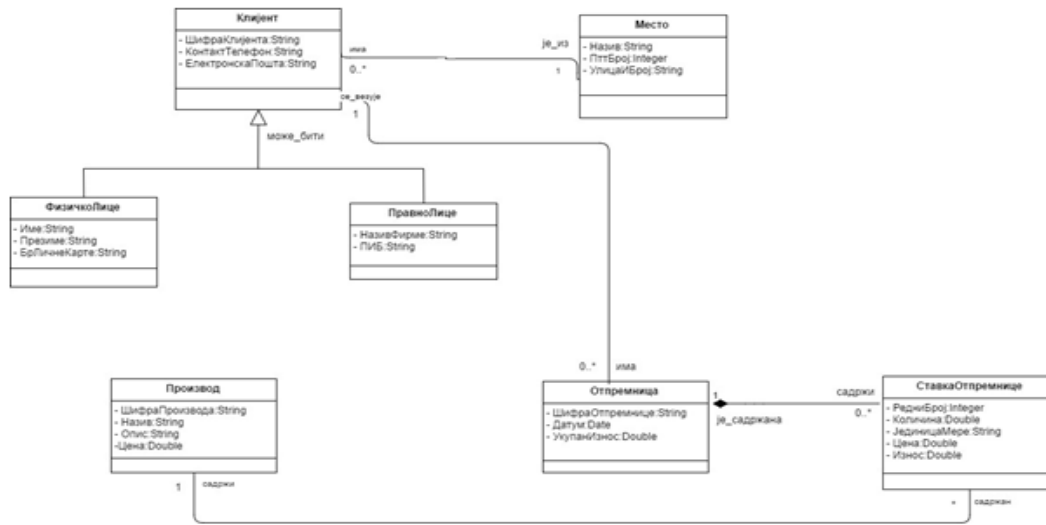 Клијент
- ШифраКлијента:String
- КонтактТелефон:String
- ЕлектронскаПошта:String
има
0..*
је_из
1
Место
- Назив:String
- ПттБрој:Integer
- УлицаИБрој:String
се_везује
1
може_бити
ФизичкоЛице
- Име:String
- Презиме:String
- БрЛичнеКарте:String
ПравноЛице
- НазивФирме:String
- ПИБ:String
0..*
има
Производ
- ШифраПроизвода:String
- Назив:String
- Опис:String
-Цена:Double
Отпремница
- ШифраОтпремнице:String
- Датум:Date
- УкупанИзнос:Double
1
је_садржана
садржи
0..*
СтавкаОтпремнице
- РедниБрој:Integer
- Количина:Double
- ЈединицаМере:String
- Цена:Double
- Износ:Double
1
садржи
*
садржан